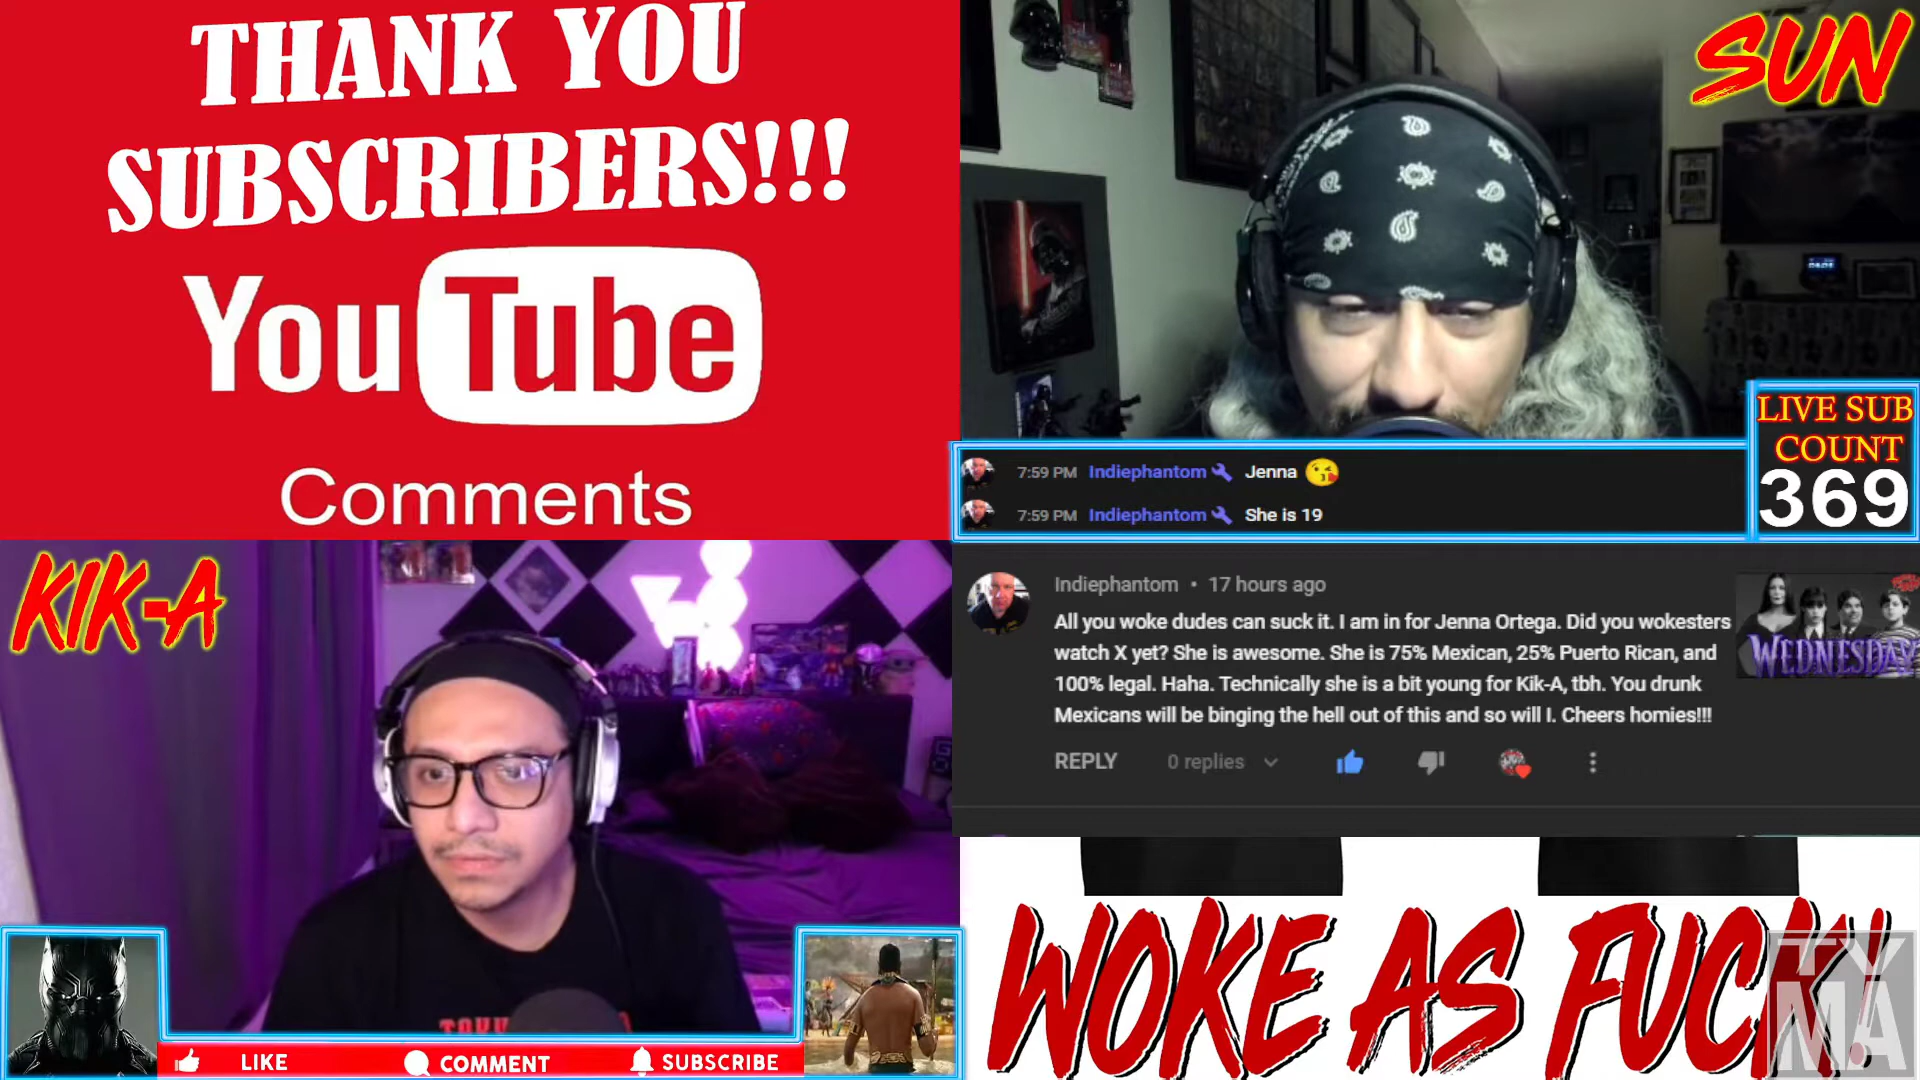 THANK YOU
SUBSCRIBERS!!!
YouTube
Comments
SUN
LIVE SUB
COUNT
369
7:59 PM Indiephantom Jenna 😘
7:59 PM Indiephantom She is 19
KIK-A
Indiephantom • 17 hours ago
All you woke dudes can suck it. I am in for Jenna Ortega. Did you wokesters
watch X yet? She is awesome. She is 75% Mexican, 25% Puerto Rican, and
100% legal. Haha. Technically she is a bit young for Kik-A, tbh. You drunk
Mexicans will be binging the hell out of this and so will I. Cheers homies!!!
WEDNESDAY
REPLY 0 replies
WOKE AS FUCK!
TY
MA
LIKE COMMENT SUBSCRIBE